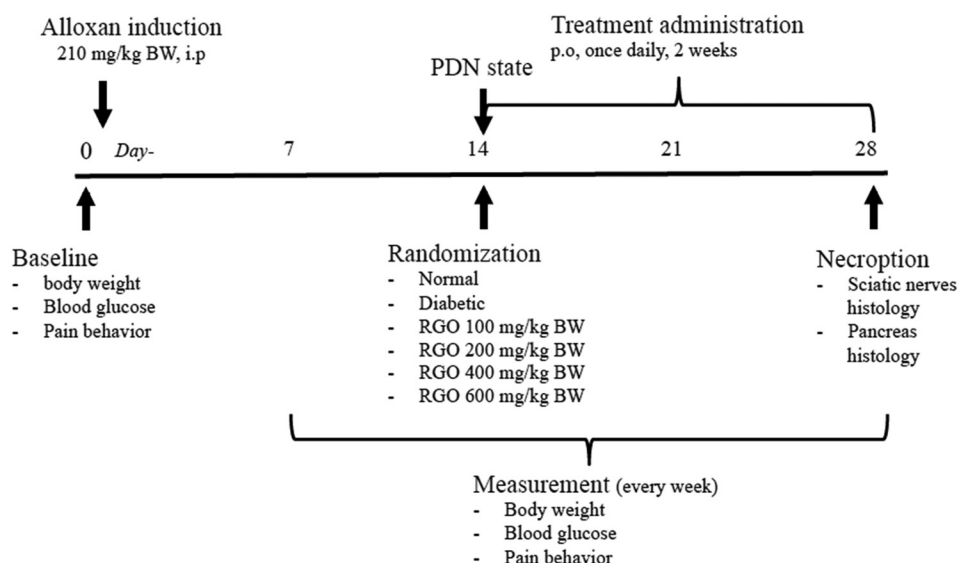 Alloxan induction
210 mg/kg BW, i.p
Treatment administration
p.o, once daily, 2 weeks
PDN state
0 Day- 7 14 21 28
Baseline
- body weight
- Blood glucose
- Pain behavior
Randomization
- Normal
- Diabetic
- RGO 100 mg/kg BW
- RGO 200 mg/kg BW
- RGO 400 mg/kg BW
- RGO 600 mg/kg BW
Necroption
- Sciatic nerves
histology
- Pancreas
histology
Measurement (every week)
- Body weight
- Blood glucose
- Pain behavior